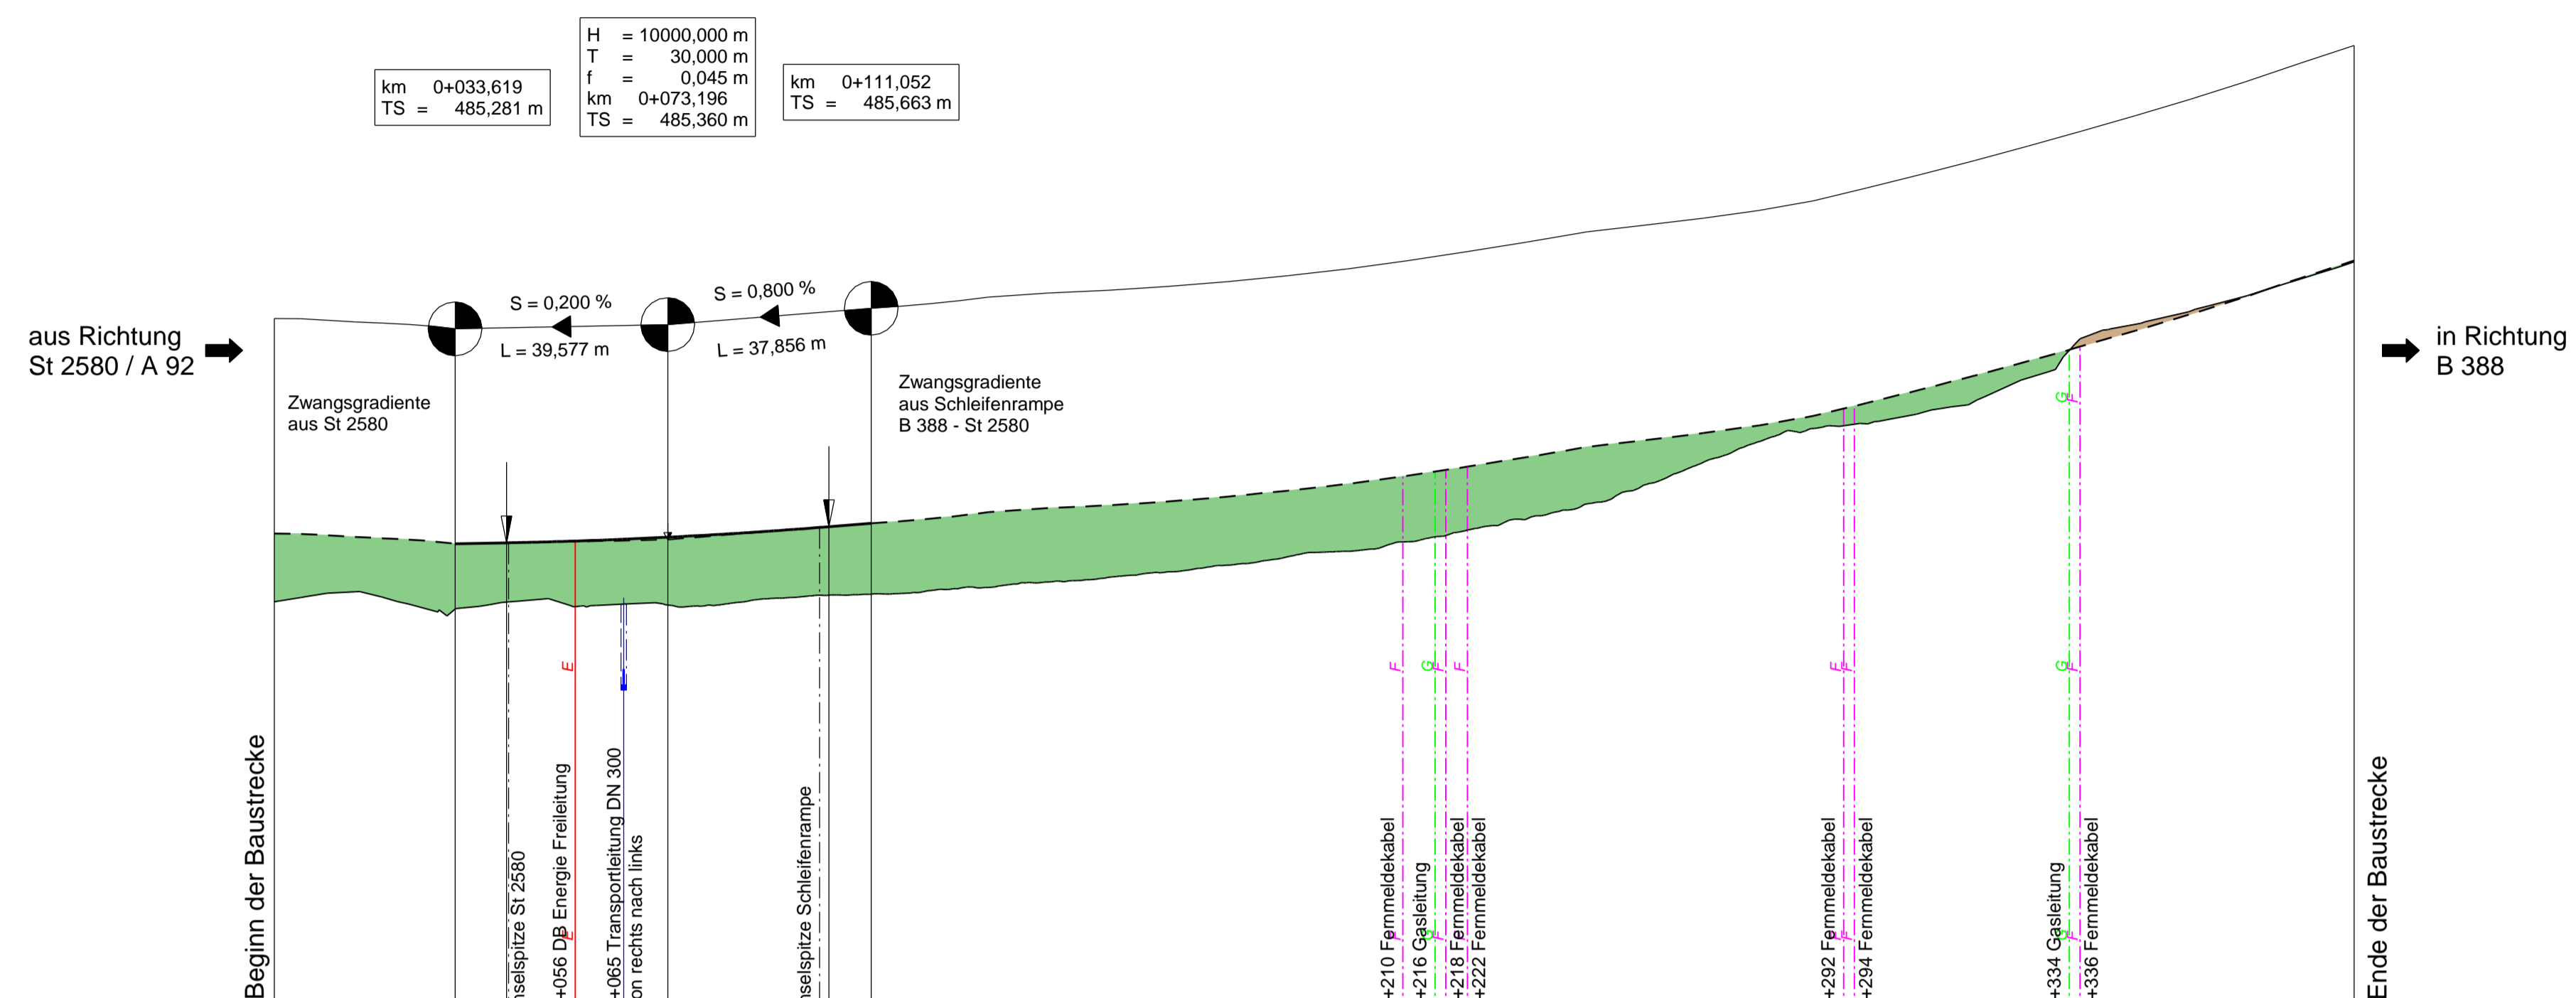 H = 10000,000 m
T = 30,000 m
f = 0,045 m
km 0+073,196
TS = 485,360 m
km 0+033,619
TS = 485,281 m
km 0+111,052
TS = 485,663 m
S = 0,200 %
L = 39,577 m
S = 0,800 %
L = 37,856 m
aus Richtung
St 2580 / A 92
in Richtung
B 388
Zwangsgradiente
aus St 2580
Zwangsgradiente
aus Schleifenrampe
B 388 - St 2580
G
F
E
F
G
F
F
F
F
G
F
Beginn der Baustrecke
nselspitze St 2580
+056 DB Energie Freileitung
E
+065 Transportleitung DN 300
on rechts nach links
nselspitze Schleifenrampe
+210 Fernmeldekabel
F
+216 Gasleitung
G
F
+218 Fernmeldekabel
F
+222 Fernmeldekabel
+292 Fernmeldekabel
F
F
+294 Fernmeldekabel
+334 Gasleitung
G
F
+336 Fernmeldekabel
Ende der Baustrecke